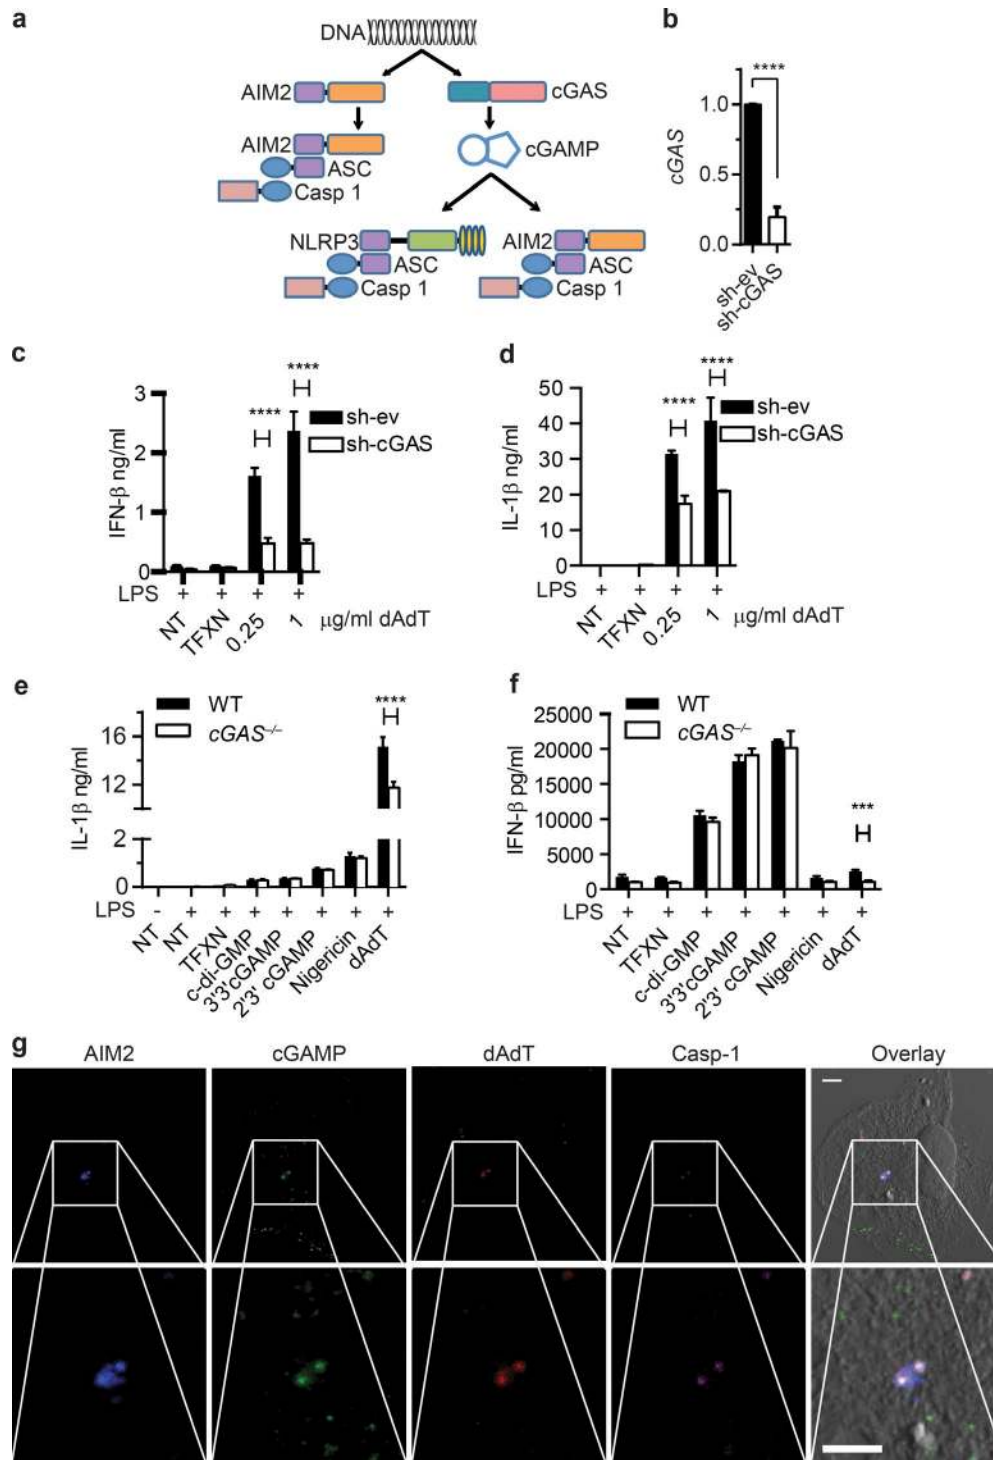 a
DNA
AIM2
cGAS
AIM2
ASC
Casp 1
cGAMP
NLRP3
ASC
Casp 1
AIM2
ASC
Casp 1
b
****
cGAS
1.0
0.5
0.0
sh-ev
sh-cGAS
c
IFN-β ng/ml
3
2
1
0
****
****
sh-ev
sh-cGAS
LPS + + + +
NT TFXN 0.25 1 μg/ml dAdT
d
IL-1β ng/ml
50
40
30
20
10
0
****
****
sh-ev
sh-cGAS
LPS + + + +
NT TFXN 0.25 1 μg/ml dAdT
e
WT
cGAS–/–
IL-1β ng/ml
16
12
2
0
****
LPS - + + + + + + +
NT NT TFXN c-di-GMP 3'3'cGAMP 2'3' cGAMP Nigericin dAdT
f
WT
cGAS–/–
IFN-β pg/ml
25000
20000
15000
10000
5000
0
***
LPS + + + + + + +
NT TFXN c-di-GMP 3'3'cGAMP 2'3' cGAMP Nigericin dAdT
g
AIM2 cGAMP dAdT Casp-1 Overlay